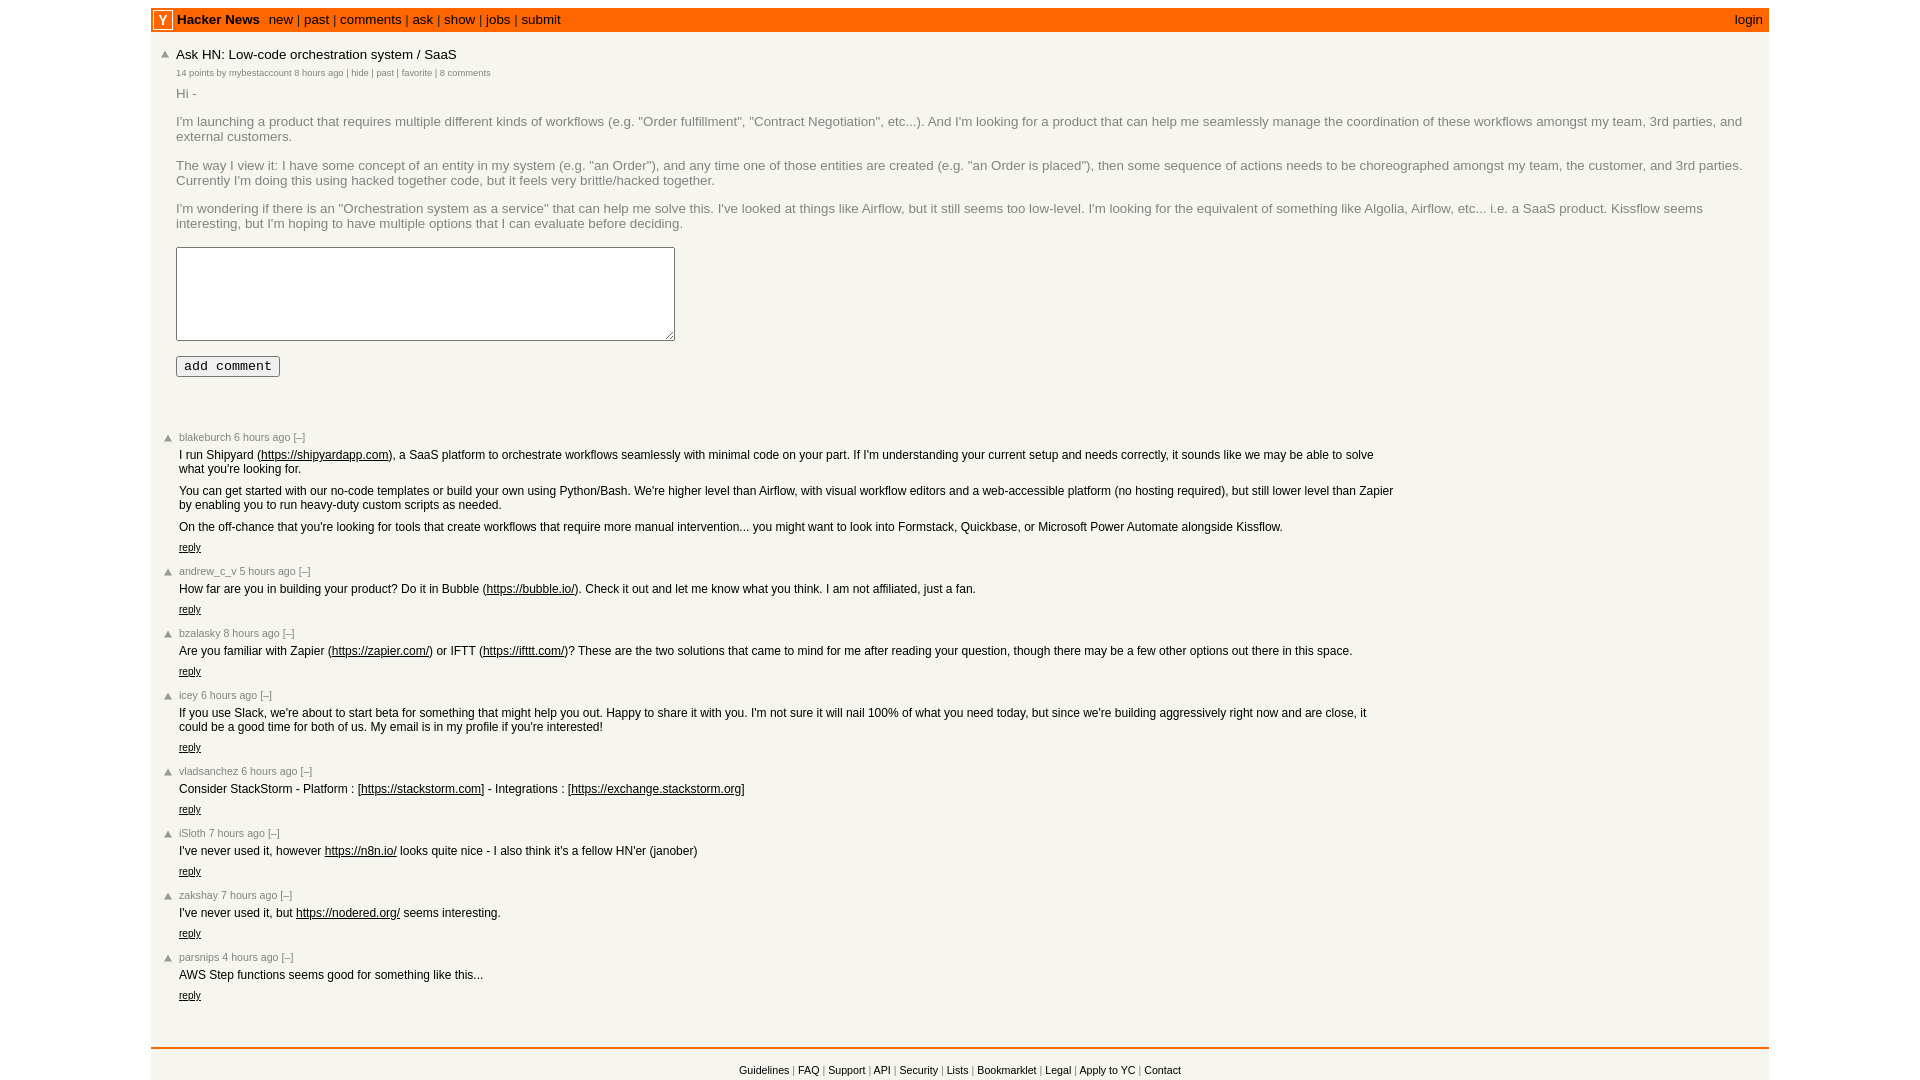 Y Hacker News new | past | comments | ask | show | jobs | submit login
Ask HN: Low-code orchestration system / SaaS
14 points by mybestaccount 8 hours ago | hide | past | favorite | 8 comments
Hi -
I'm launching a product that requires multiple different kinds of workflows (e.g. "Order fulfillment", "Contract Negotiation", etc...). And I'm looking for a product that can help me seamlessly manage the coordination of these workflows amongst my team, 3rd parties, and
external customers.
The way I view it: I have some concept of an entity in my system (e.g. "an Order"), and any time one of those entities are created (e.g. "an Order is placed"), then some sequence of actions needs to be choreographed amongst my team, the customer, and 3rd parties.
Currently I'm doing this using hacked together code, but it feels very brittle/hacked together.
I'm wondering if there is an "Orchestration system as a service" that can help me solve this. I've looked at things like Airflow, but it still seems too low-level. I'm looking for the equivalent of something like Algolia, Airflow, etc... i.e. a SaaS product. Kissflow seems
interesting, but I'm hoping to have multiple options that I can evaluate before deciding.
add comment
blakeburch 6 hours ago [–]
I run Shipyard (https://shipyardapp.com), a SaaS platform to orchestrate workflows seamlessly with minimal code on your part. If I'm understanding your current setup and needs correctly, it sounds like we may be able to solve
what you're looking for.
You can get started with our no-code templates or build your own using Python/Bash. We're higher level than Airflow, with visual workflow editors and a web-accessible platform (no hosting required), but still lower level than Zapier
by enabling you to run heavy-duty custom scripts as needed.
On the off-chance that you're looking for tools that create workflows that require more manual intervention... you might want to look into Formstack, Quickbase, or Microsoft Power Automate alongside Kissflow.
reply
andrew_c_v 5 hours ago [–]
How far are you in building your product? Do it in Bubble (https://bubble.io/). Check it out and let me know what you think. I am not affiliated, just a fan.
reply
bzalasky 8 hours ago [–]
Are you familiar with Zapier (https://zapier.com/) or IFTT (https://ifttt.com/)? These are the two solutions that came to mind for me after reading your question, though there may be a few other options out there in this space.
reply
icey 6 hours ago [–]
If you use Slack, we're about to start beta for something that might help you out. Happy to share it with you. I'm not sure it will nail 100% of what you need today, but since we're building aggressively right now and are close, it
could be a good time for both of us. My email is in my profile if you're interested!
reply
vladsanchez 6 hours ago [–]
Consider StackStorm - Platform : [https://stackstorm.com] - Integrations : [https://exchange.stackstorm.org]
reply
iSloth 7 hours ago [–]
I've never used it, however https://n8n.io/ looks quite nice - I also think it's a fellow HN'er (janober)
reply
zakshay 7 hours ago [–]
I've never used it, but https://nodered.org/ seems interesting.
reply
parsnips 4 hours ago [–]
AWS Step functions seems good for something like this...
reply
Guidelines | FAQ | Support | API | Security | Lists | Bookmarklet | Legal | Apply to YC | Contact